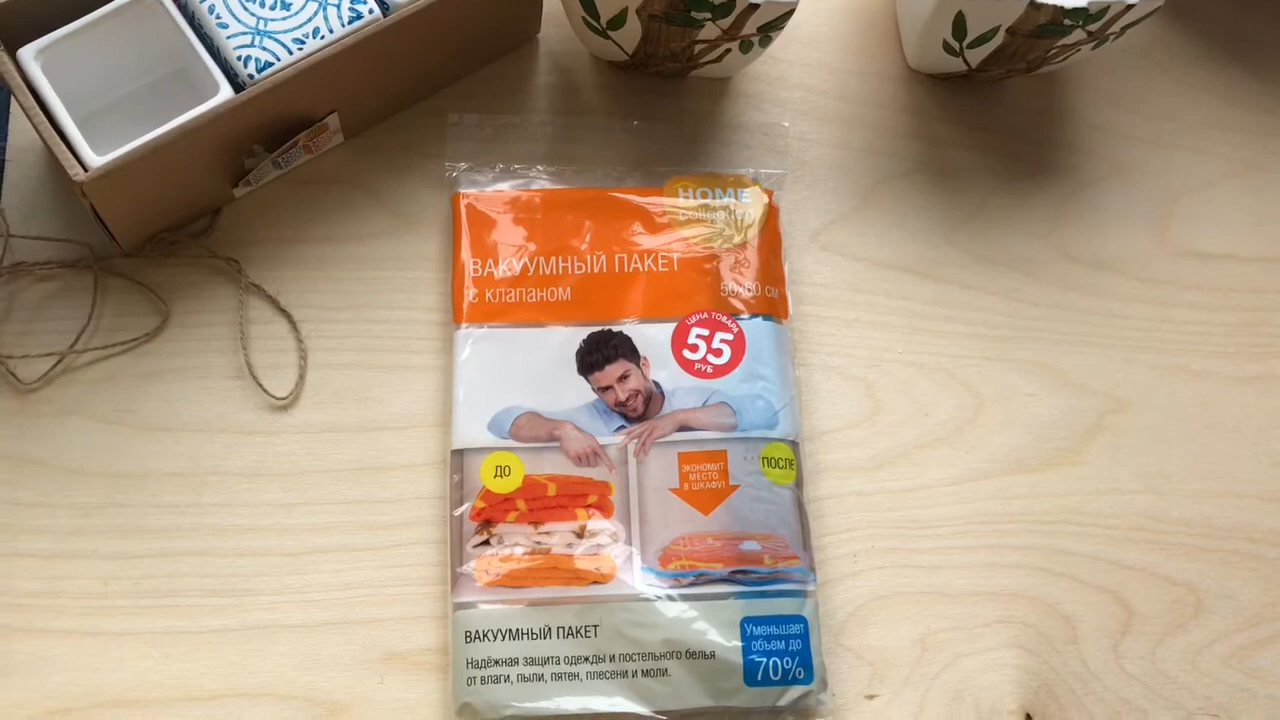 HOME
collection
ВАКУУМНЫЙ ПАКЕТ
с клапаном
50х60 см
ЦЕНА ТОВАРА
55
РУБ
ДО
ЭКОНОМИТ
МЕСТО
В ШКАФУ!
ПОСЛЕ
ВАКУУМНЫЙ ПАКЕТ
Надёжная защита одежды и постельного белья
от влаги, пыли, пятен, плесени и моли.
Уменьшает
объем до
70%